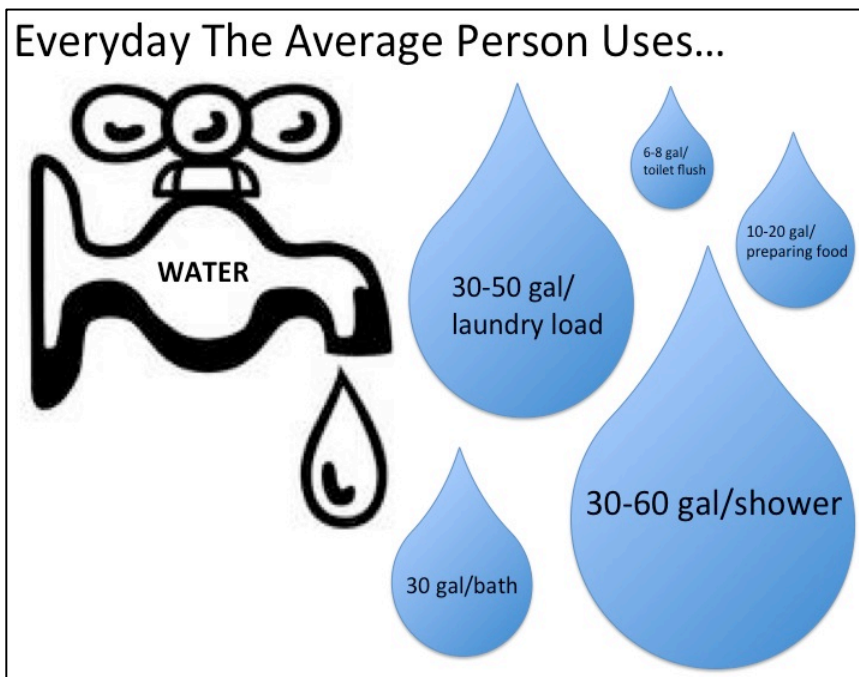 Everyday The Average Person Uses...
WATER
30-50 gal/
laundry load
6-8 gal/
toilet flush
10-20 gal/
preparing food
30 gal/bath
30-60 gal/shower